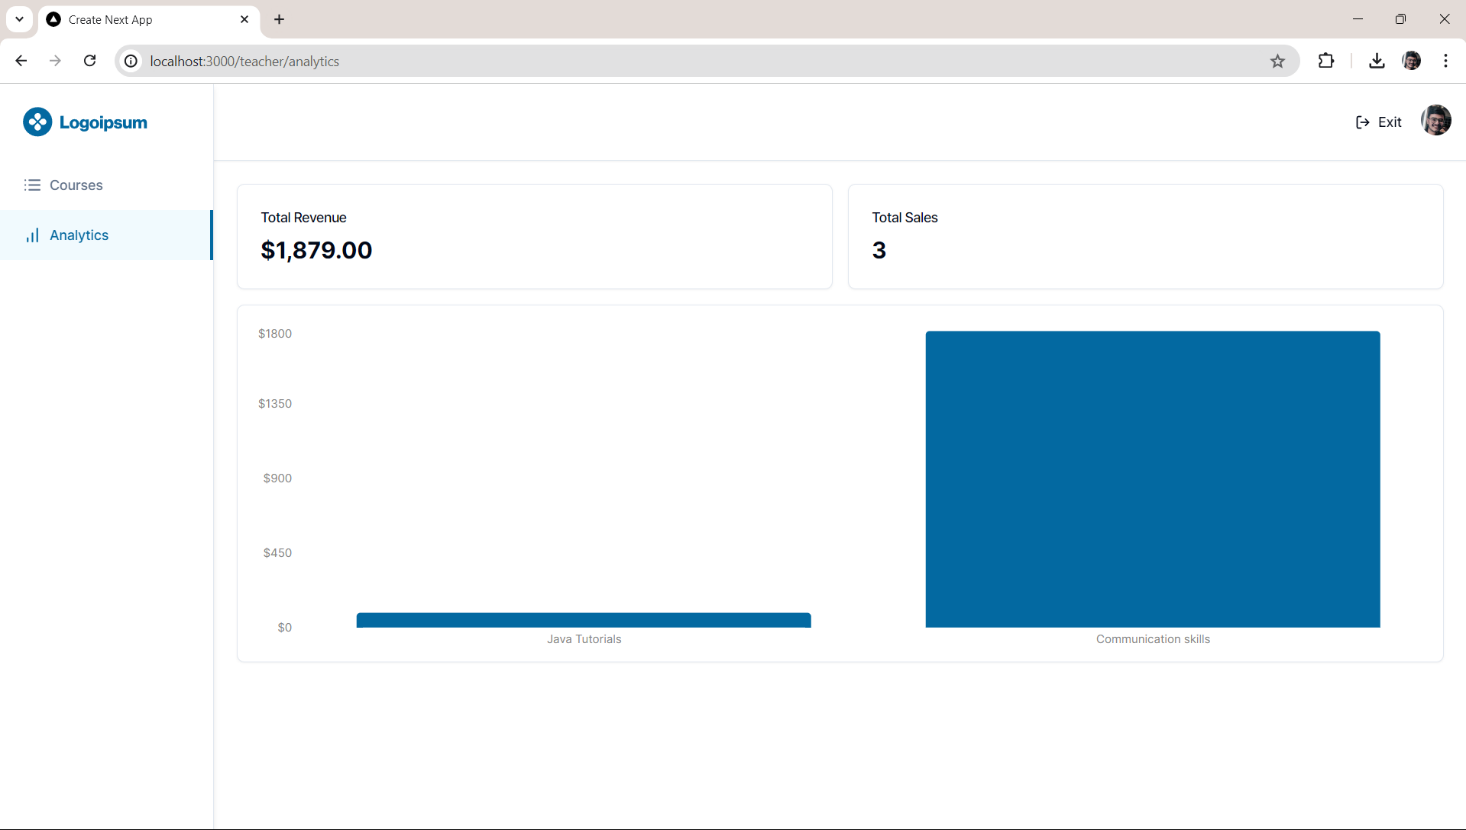 Create Next App
localhost:3000/teacher/analytics
Logoipsum
Exit
Courses
Analytics
Total Revenue
$1,879.00
Total Sales
3
$1800
$1350
$900
$450
$0
Java Tutorials
Communication skills